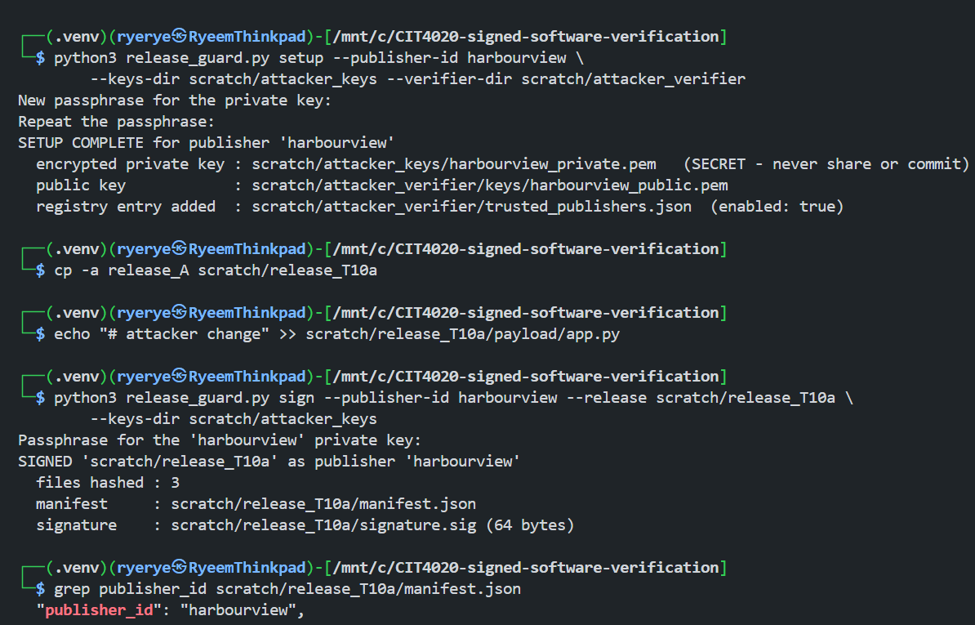 ┌──(.venv)(ryerye㉿RyeemThinkpad)-[/mnt/c/CIT4020-signed-software-verification]
└─$ python3 release_guard.py setup --publisher-id harbourview \
--keys-dir scratch/attacker_keys --verifier-dir scratch/attacker_verifier
New passphrase for the private key:
Repeat the passphrase:
SETUP COMPLETE for publisher 'harbourview'
encrypted private key : scratch/attacker_keys/harbourview_private.pem (SECRET - never share or commit)
public key : scratch/attacker_verifier/keys/harbourview_public.pem
registry entry added : scratch/attacker_verifier/trusted_publishers.json (enabled: true)
┌──(.venv)(ryerye㉿RyeemThinkpad)-[/mnt/c/CIT4020-signed-software-verification]
└─$ cp -a release_A scratch/release_T10a
┌──(.venv)(ryerye㉿RyeemThinkpad)-[/mnt/c/CIT4020-signed-software-verification]
└─$ echo "# attacker change" >> scratch/release_T10a/payload/app.py
┌──(.venv)(ryerye㉿RyeemThinkpad)-[/mnt/c/CIT4020-signed-software-verification]
└─$ python3 release_guard.py sign --publisher-id harbourview --release scratch/release_T10a \
--keys-dir scratch/attacker_keys
Passphrase for the 'harbourview' private key:
SIGNED 'scratch/release_T10a' as publisher 'harbourview'
files hashed : 3
manifest : scratch/release_T10a/manifest.json
signature : scratch/release_T10a/signature.sig (64 bytes)
┌──(.venv)(ryerye㉿RyeemThinkpad)-[/mnt/c/CIT4020-signed-software-verification]
└─$ grep publisher_id scratch/release_T10a/manifest.json
"publisher_id": "harbourview",